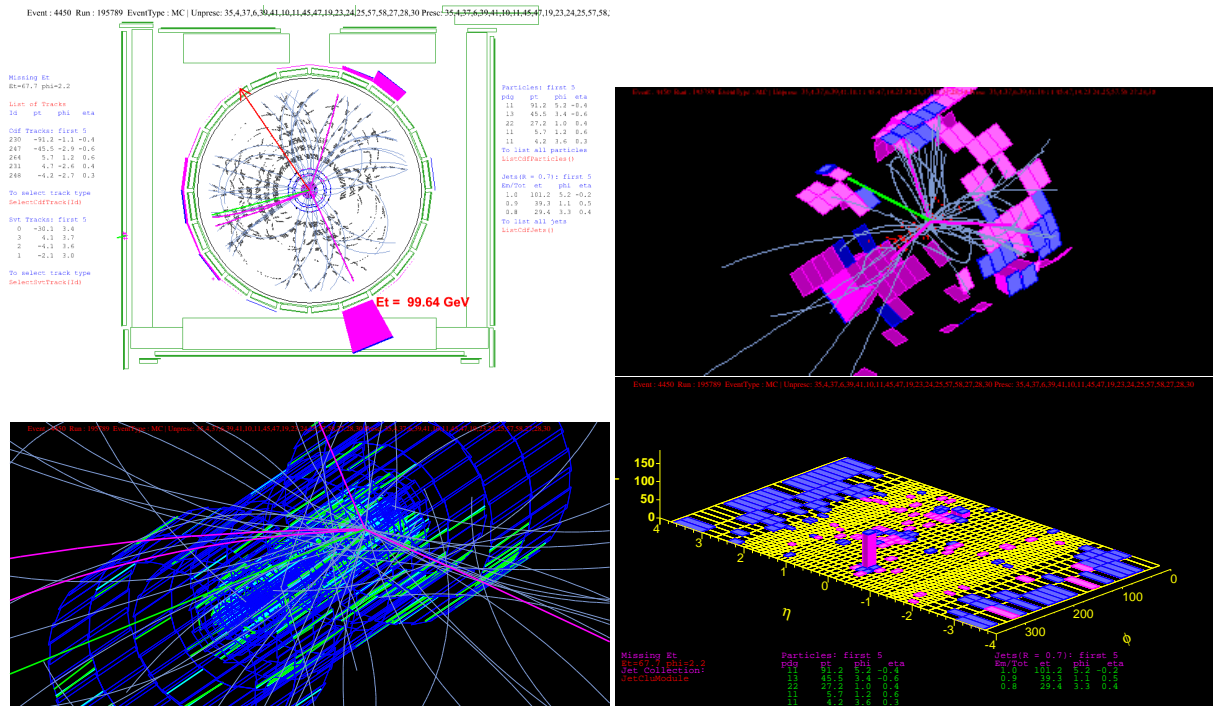 Event : 4450 Run : 195789 EventType : MC | Unpresc: 35,4,37,6,39,41,10,11,45,47,19,23,24,25,57,58,27,28,30 Presc: 35,4,37,6,39,41,10,11,45,47,19,23,24,25,57,58,
Missing Et
Et=67.7 phi=2.2
List of Tracks
Id pt phi eta
Cdf Tracks: first 5
230 -91.2 -1.1 -0.4
247 -45.5 -2.9 -0.6
264 5.7 1.2 0.6
231 4.7 -2.6 0.4
248 -4.2 -2.7 0.3
To select track type
SelectCdfTrack(Id)
Svt Tracks: first 5
0 -30.1 3.4
3 4.1 3.7
2 -4.1 3.6
1 -2.1 3.0
To select track type
SelectSvtTrack(Id)
Et = 99.64 GeV
Particles: first 5
pdg pt phi eta
11 91.2 5.2 -0.4
13 45.5 3.4 -0.6
22 27.2 1.0 0.4
11 5.7 1.2 0.6
11 4.2 3.6 0.3
To list all particles
ListCdfParticles()
Jets(R = 0.7): first 5
Em/Tot et phi eta
1.0 101.2 5.2 -0.2
0.9 39.3 1.1 0.5
0.8 29.4 3.3 0.4
To list all jets
ListCdfJets()
Event : 4450 Run : 195789 EventType : MC | Unpresc: 35,4,37,6,39,41,10,11,45,47,19,23,24,25,57,58,27,28,30 Presc: 35,4,37,6,39,41,10,11,45,47,19,23,24,25,57,58,27,28,30
150
100
50
0
4
3
2
1
0
-1
-2
-3
-4
η
300
200
100
0
ϕ
Missing Et
Et=67.7 phi=2.2
Jet Collection:
JetCluModule
Particles: first 5
pdg pt phi eta
11 91.2 5.2 -0.4
13 45.5 3.4 -0.6
22 27.2 1.0 0.4
11 5.7 1.2 0.6
11 4.2 3.6 0.3
Jets(R = 0.7): first 5
Em/Tot et phi eta
1.0 101.2 5.2 -0.2
0.9 39.3 1.1 0.5
0.8 29.4 3.3 0.4